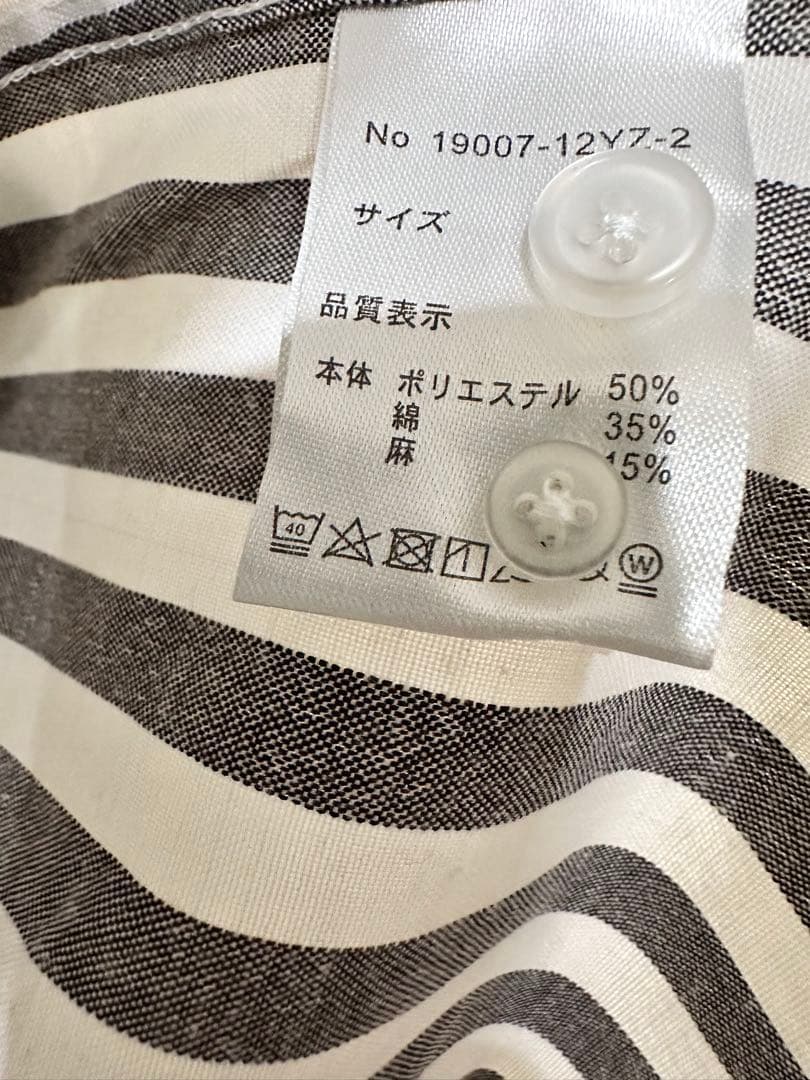 No 19007-12YZ-2
サイズ
品質表示
本体 ポリエステル 50%
綿 35%
麻 15%
40
W